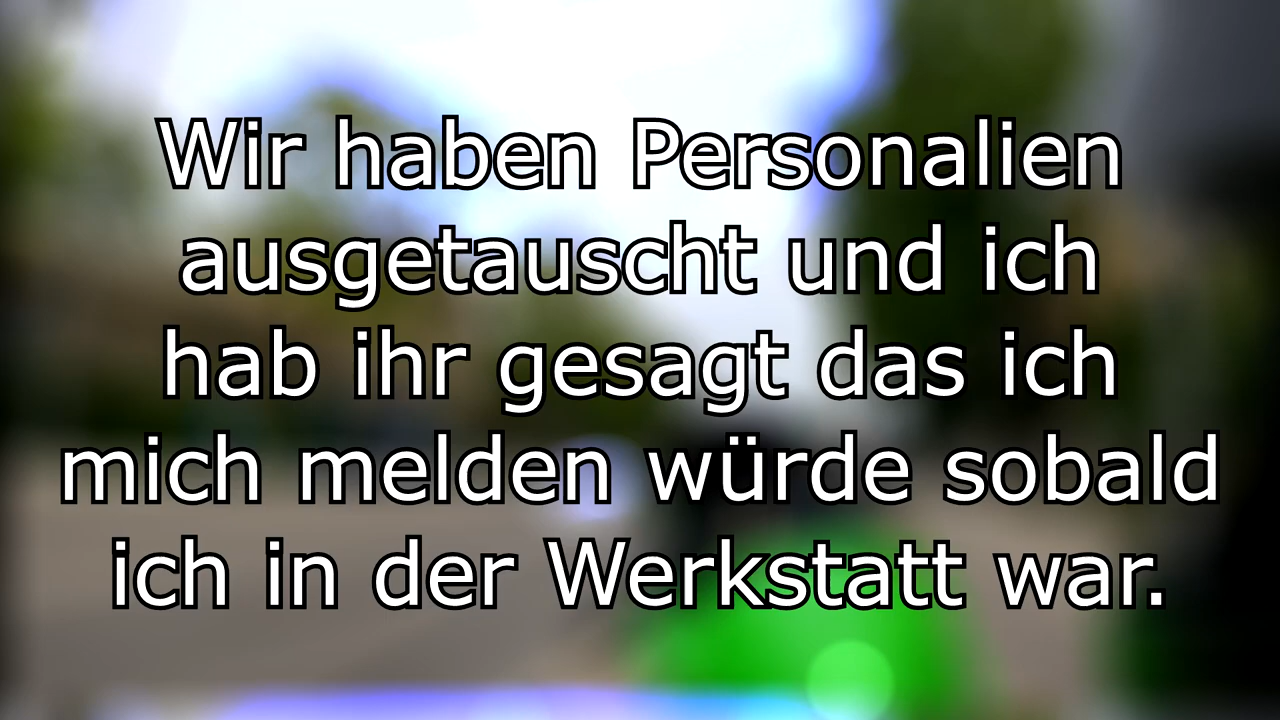 Wir haben Personalien
ausgetauscht und ich
hab ihr gesagt das ich
mich melden würde sobald
ich in der Werkstatt war.